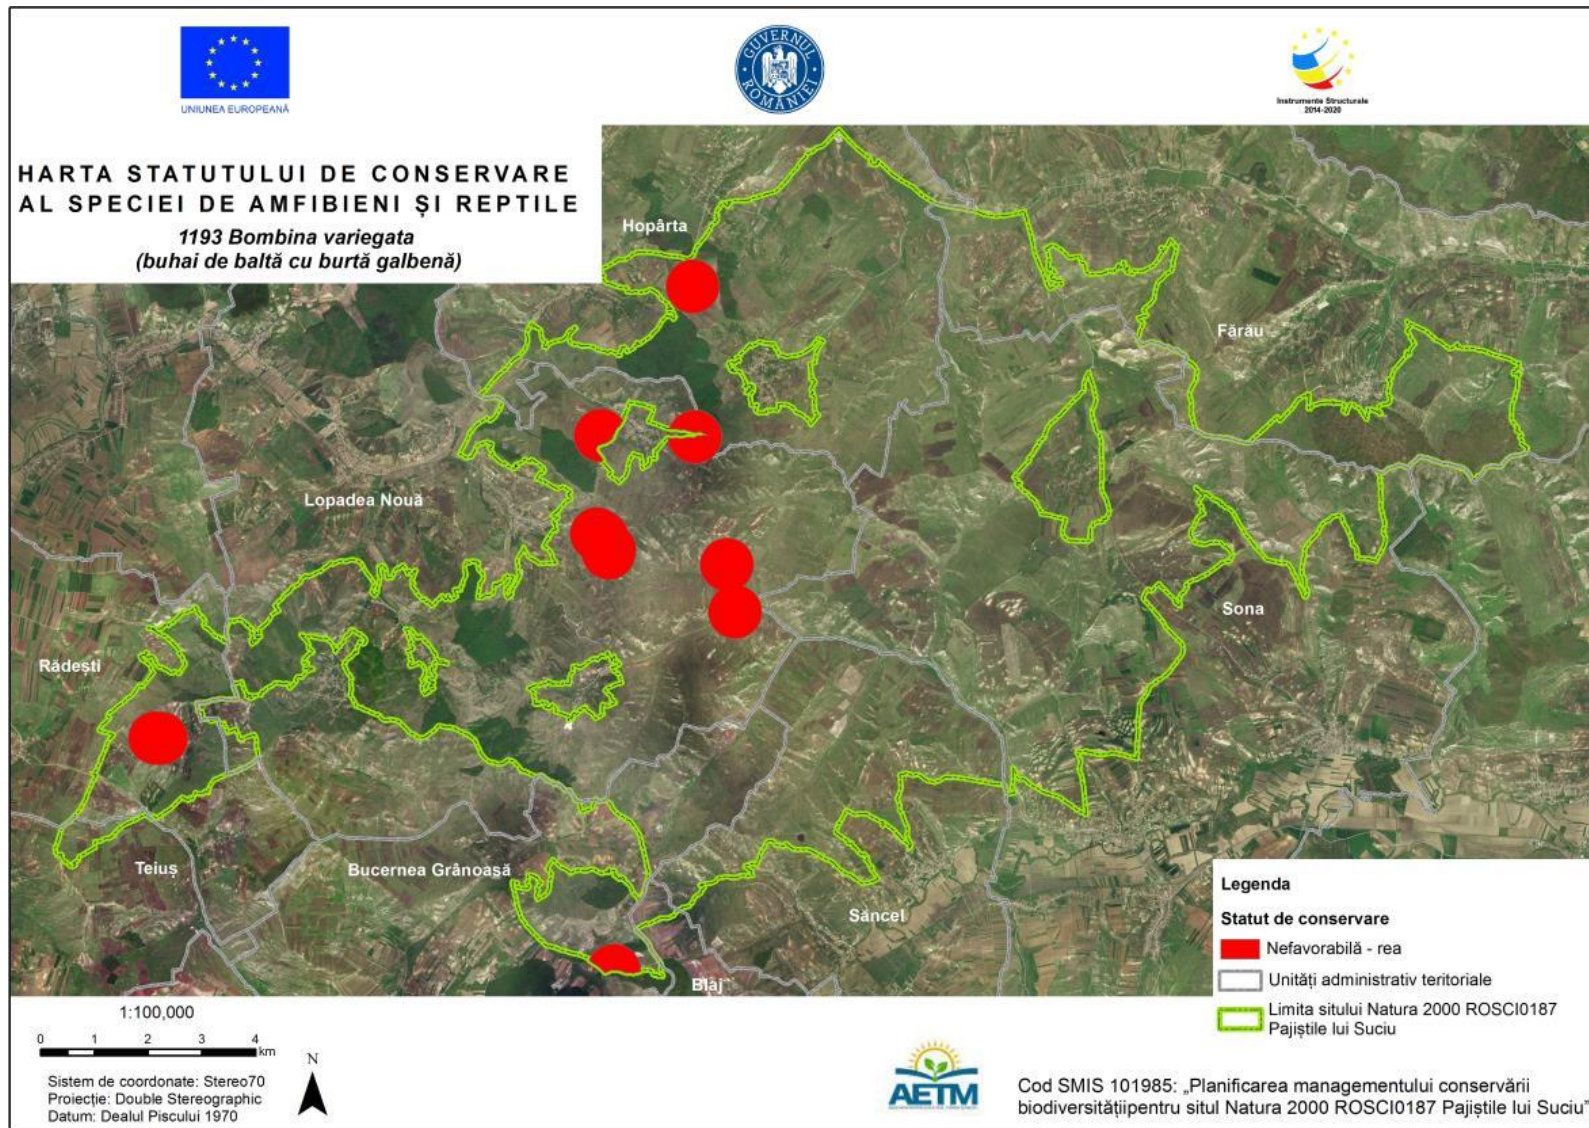 UNIUNEA EUROPEANĂ
GUVERNUL ROMÂNIEI
Instrumente Structurale
2014-2020
HARTA STATUTULUI DE CONSERVARE
AL SPECIEI DE AMFIBIENI ȘI REPTILE
1193 Bombina variegata
(buhai de baltă cu burtă galbenă)
Hopârta
Fărău
Lopadea Nouă
Sona
Rădești
Teiuș
Bucernea Grânoasă
Săncel
Blaj
Legenda
Statut de conservare
Nefavorabilă - rea
Unități administrativ teritoriale
Limita sitului Natura 2000 ROSCI0187
Pajiștile lui Suciu
1:100,000
0 1 2 3 4
km
N
Sistem de coordonate: Stereo70
Proiecție: Double Stereographic
Datum: Dealul Piscului 1970
AETM
Cod SMIS 101985: „Planificarea managementului conservării
biodiversitățiipentru situl Natura 2000 ROSCI0187 Pajiștile lui Suciu”